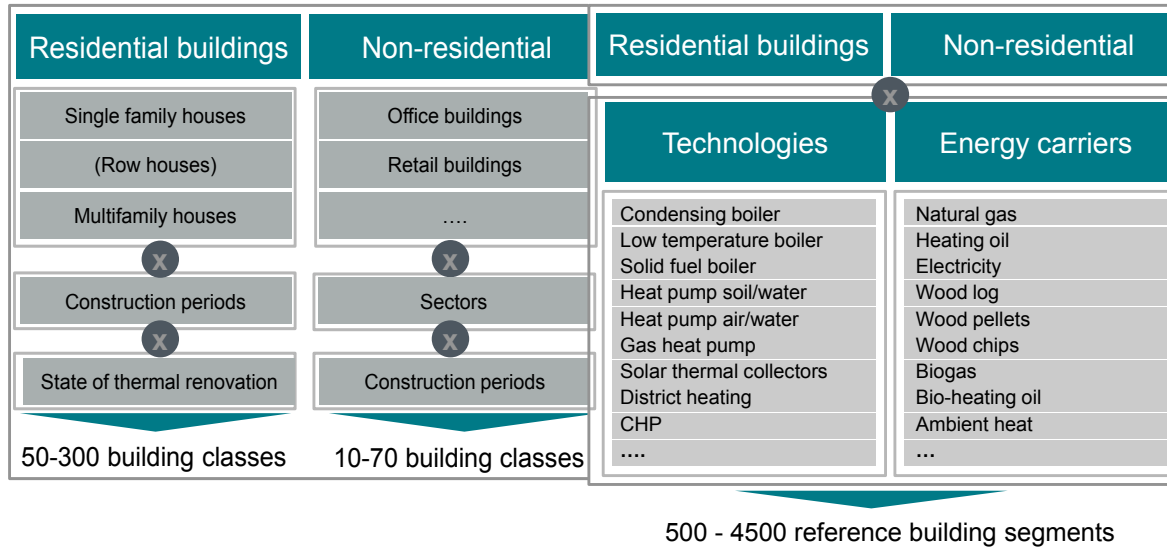 Residential buildings
Single family houses
(Row houses)
Multifamily houses
x
Construction periods
x
State of thermal renovation
50-300 building classes
Non-residential
Office buildings
Retail buildings
....
x
Sectors
x
Construction periods
10-70 building classes
Residential buildings
Non-residential
x
Technologies
Condensing boiler
Low temperature boiler
Solid fuel boiler
Heat pump soil/water
Heat pump air/water
Gas heat pump
Solar thermal collectors
District heating
CHP
....
Energy carriers
Natural gas
Heating oil
Electricity
Wood log
Wood pellets
Wood chips
Biogas
Bio-heating oil
Ambient heat
...
500 - 4500 reference building segments